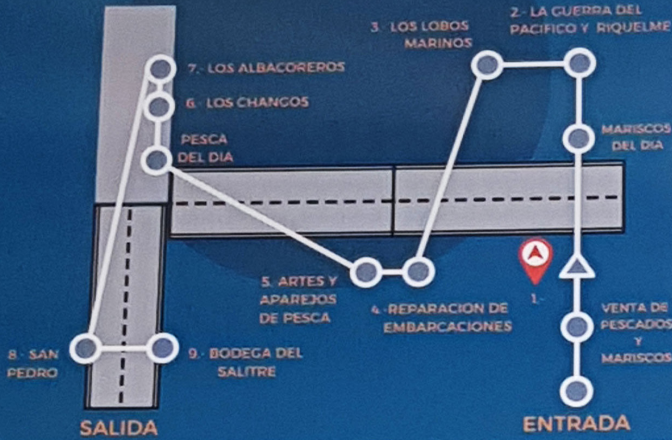 2.- LA GUERRA DEL
PACIFICO Y RIQUELME
3. LOS LOBOS
MARINOS
7.- LOS ALBACOREROS
6.- LOS CHANGOS
PESCA
DEL DIA
MARISCOS
DEL DIA
5. ARTES Y
APAREJOS
DE PESCA
4.-REPARACION DE
EMBARCACIONES
1.-
VENTA DE
PESCADOS
Y
MARISCOS
8.- SAN
PEDRO
9.- BODEGA DEL
SALITRE
SALIDA
ENTRADA